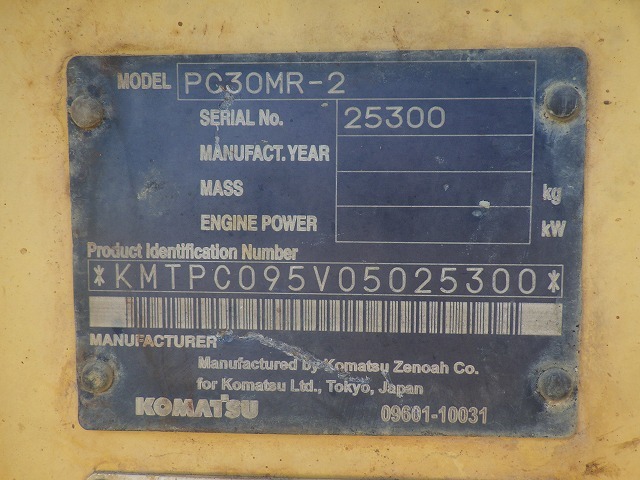 MODEL PC30MR-2
SERIAL No. 25300
MANUFACT. YEAR
MASS kg
ENGINE POWER kW
Product Identification Number
*KMTPC095V05025300*
MANUFACTURER
Manufactured by Komatsu Zenoah Co.
for Komatsu Ltd., Tokyo, Japan
KOMATSU 09601-10031